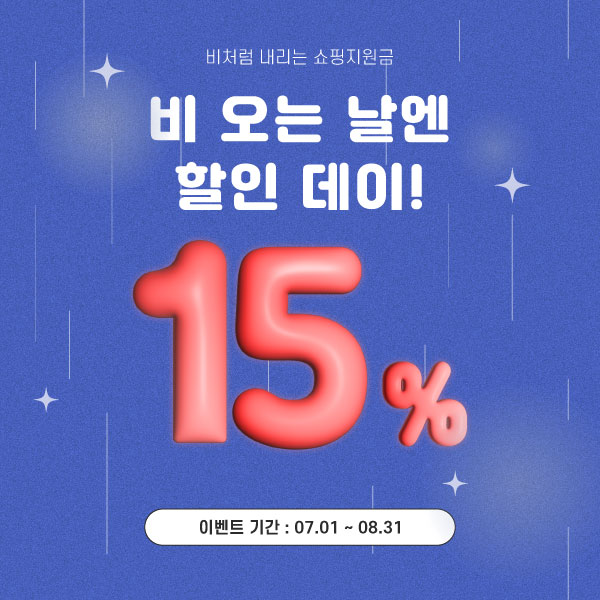 비처럼 내리는 쇼핑지원금
비 오는 날엔
할인 데이!
15%
이벤트 기간 : 07.01 ~ 08.31